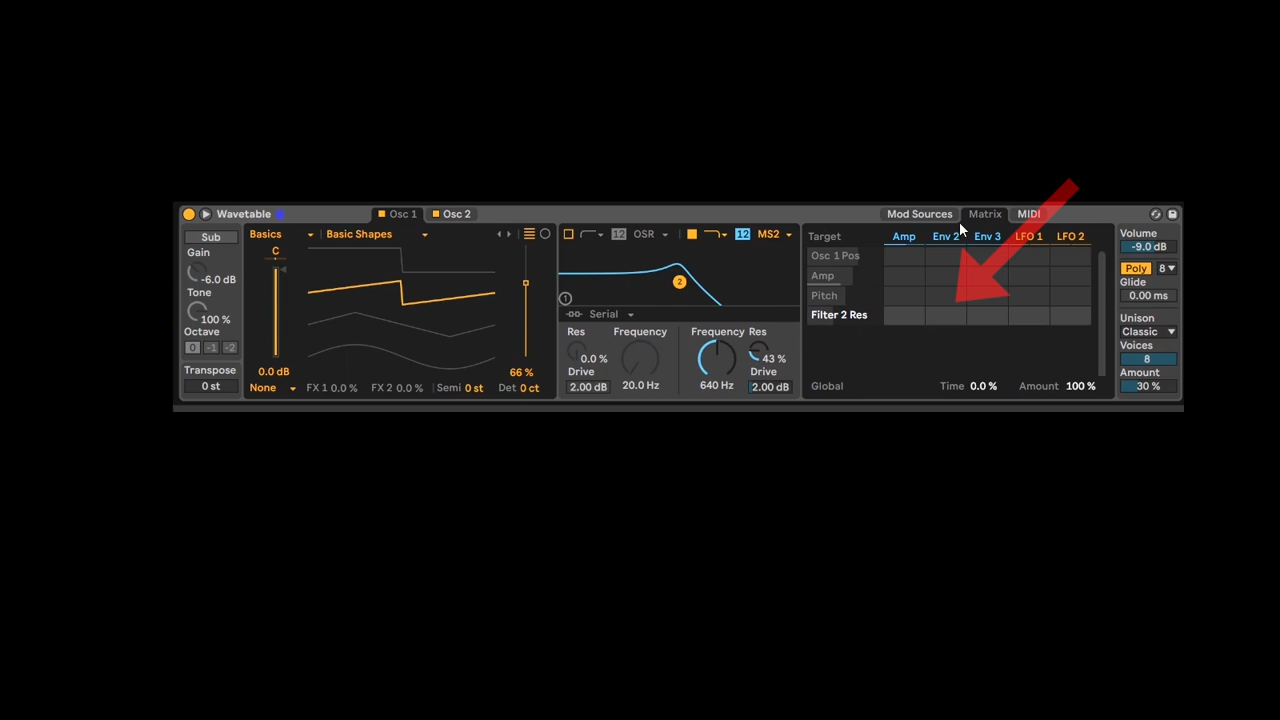 Wavetable Osc 1 Osc 2 Mod Sources Matrix MIDI
Sub Basics Basic Shapes 12 OSR 12 MS2 Target Amp Env 2 Env 3 LFO 1 LFO 2 Volume
Gain C Osc 1 Pos -9.0 dB
-6.0 dB Amp Poly 8
Tone 2 Glide
100 % 1 Pitch 0.00 ms
Octave Serial Filter 2 Res Unison
0 -1 -2 Res Frequency Frequency Res Classic
0.0 % 43 % Voices
Transpose 0.0 dB 66 % Drive Drive 8
0 st 2.00 dB 20.0 Hz 640 Hz 2.00 dB Amount
None FX 1 0.0 % FX 2 0.0 % Semi 0 st Det 0 ct Global Time 0.0 % Amount 100 % 30 %